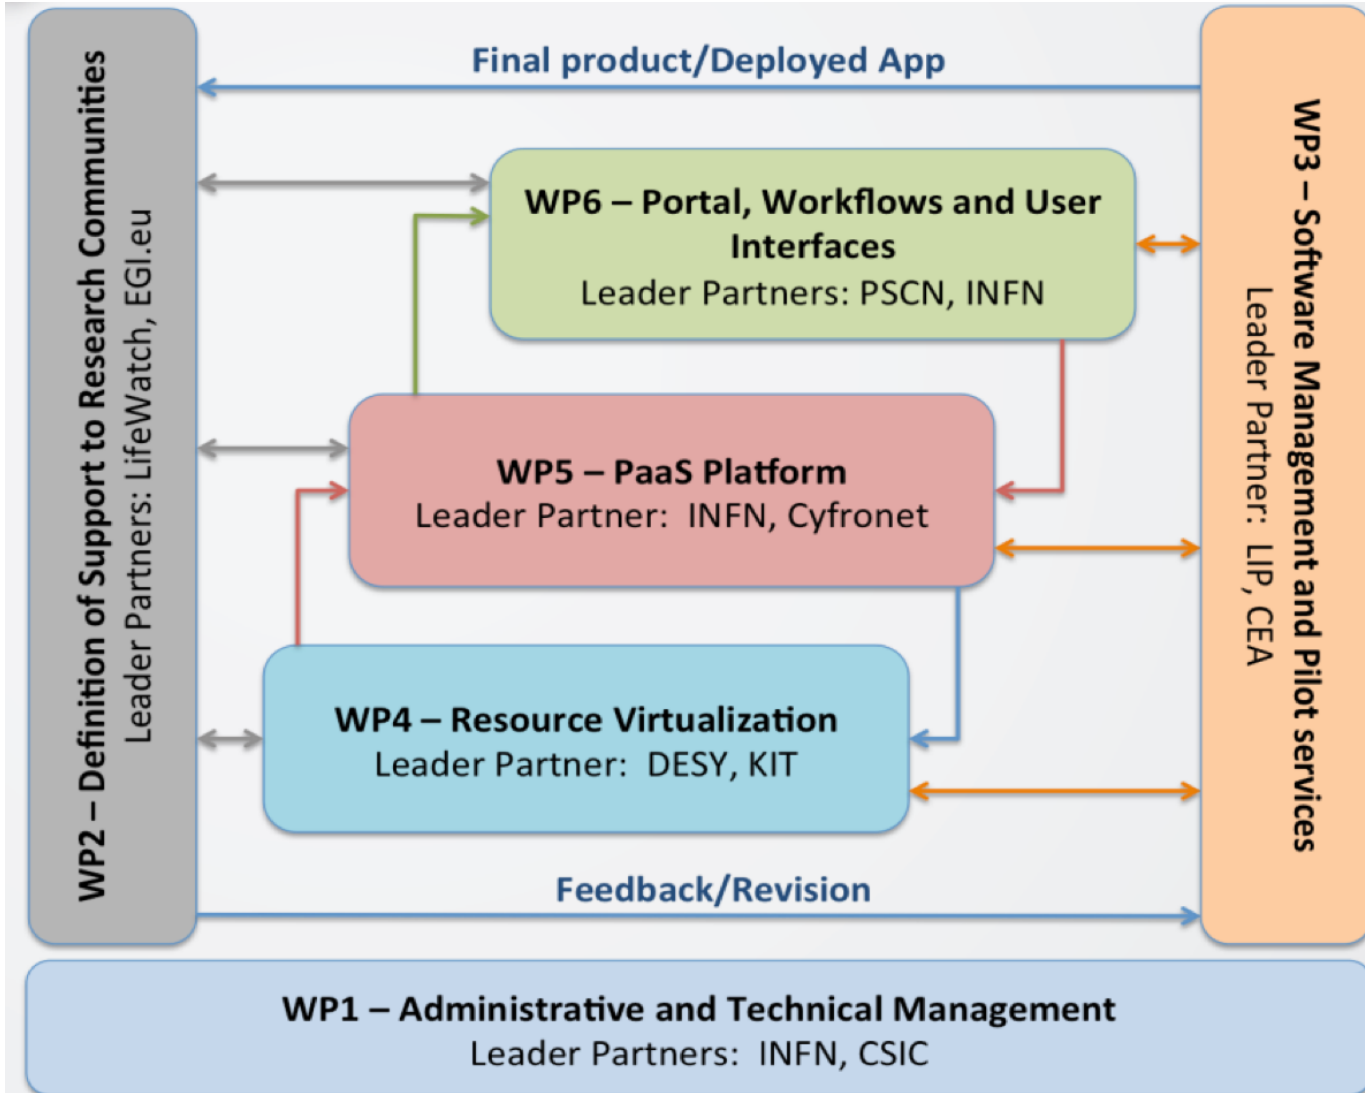 Final product/Deployed App
WP2 – Definition of Support to Research Communities
Leader Partners: LifeWatch, EGI.eu
WP6 – Portal, Workflows and User
Interfaces
Leader Partners: PSCN, INFN
WP3 – Software Management and Pilot services
Leader Partner: LIP, CEA
WP5 – PaaS Platform
Leader Partner: INFN, Cyfronet
WP4 – Resource Virtualization
Leader Partner: DESY, KIT
Feedback/Revision
WP1 – Administrative and Technical Management
Leader Partners: INFN, CSIC